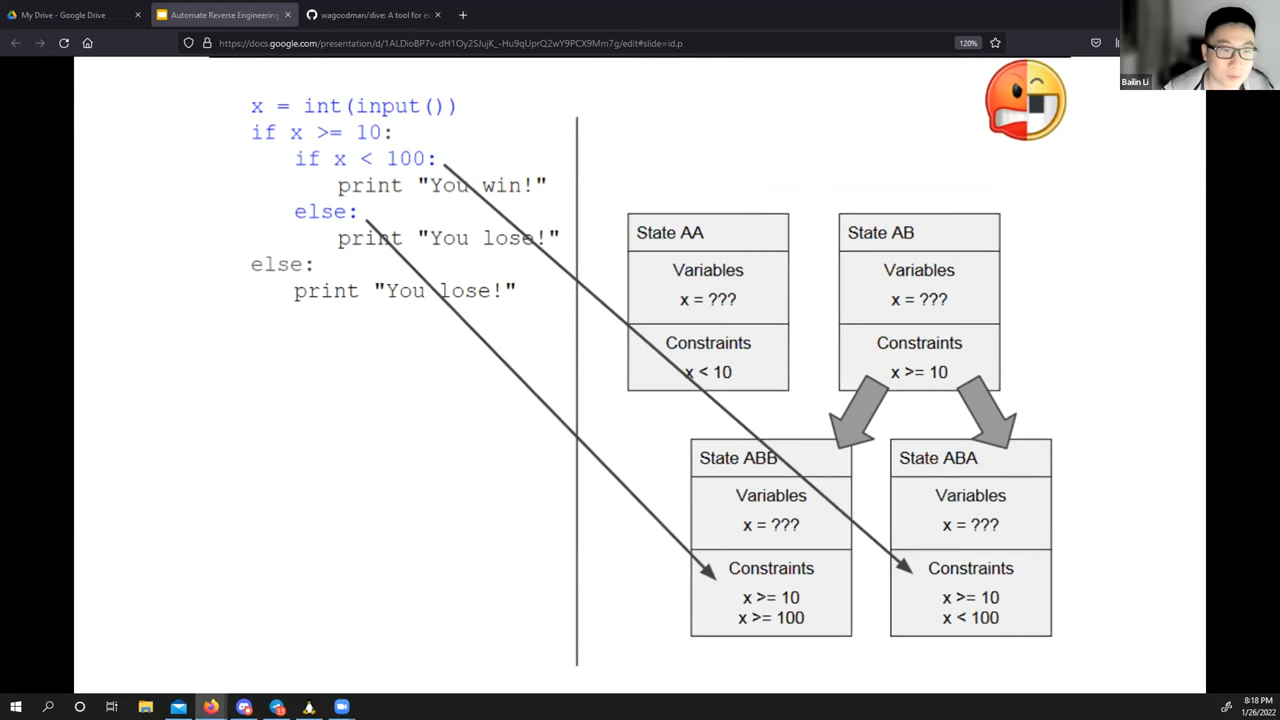 My Drive - Google Drive
Automate Reverse Engineering
wagoodman/dive: A tool for e
https://docs.google.com/presentation/d/1ALDioBP7v-dH1Oy2SJujK_-Hu9qUprQ2wY9PCX9Mm7g/edit#slide=id.p
120%
Bailin Li
x = int(input())
if x >= 10:
if x < 100:
print "You win!"
else:
print "You lose!"
else:
print "You lose!"
State AA
Variables
x = ???
Constraints
x < 10
State AB
Variables
x = ???
Constraints
x >= 10
State ABB
Variables
x = ???
Constraints
x >= 10
x >= 100
State ABA
Variables
x = ???
Constraints
x >= 10
x < 100
8:18 PM
1/26/2022